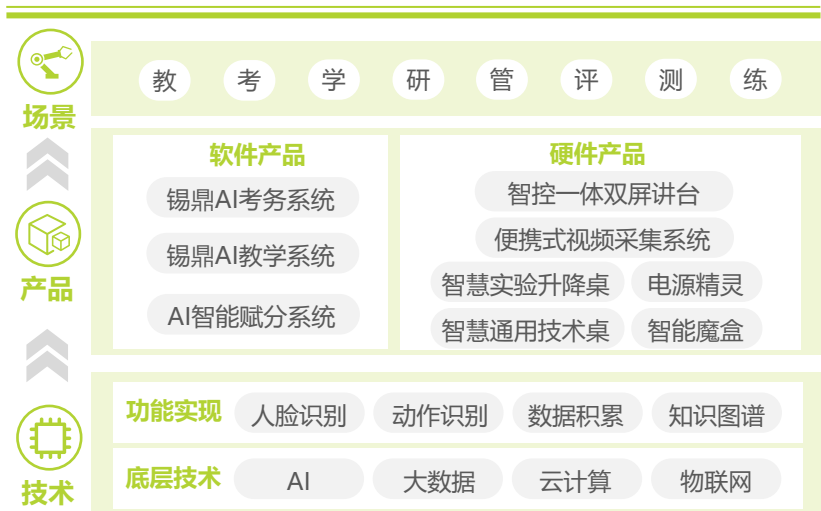 教 考 学 研 管 评 测 练
场景
软件产品
锡鼎AI考务系统
锡鼎AI教学系统
AI智能赋分系统
硬件产品
智控一体双屏讲台
便携式视频采集系统
智慧实验升降桌 电源精灵
智慧通用技术桌 智能魔盒
产品
功能实现 人脸识别 动作识别 数据积累 知识图谱
底层技术 AI 大数据 云计算 物联网
技术